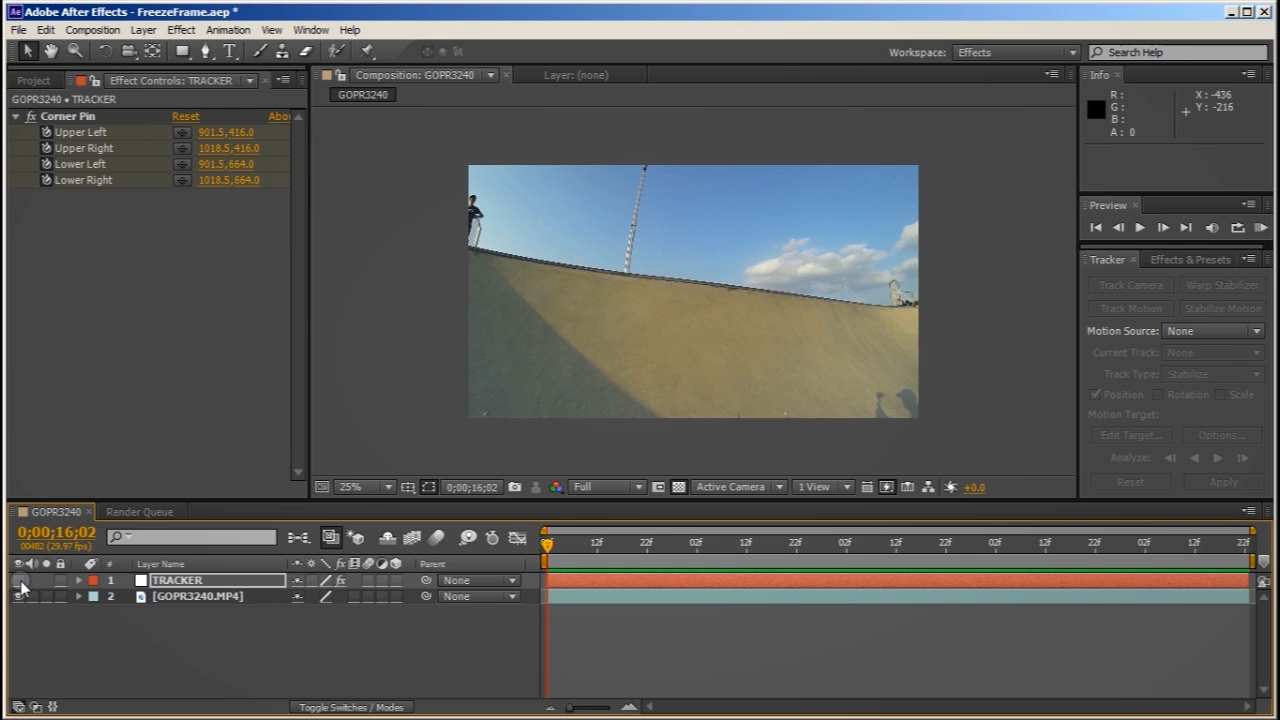 Adobe After Effects - FreezeFrame.aep *
File Edit Composition Layer Effect Animation View Window Help
Workspace: Effects Search Help
Project Effect Controls: TRACKER Composition: GOPR3240 Layer: (none) Info
GOPR3240 • TRACKER GOPR3240
fx Corner Pin Reset Abou
Upper Left 901.5,416.0
Upper Right 1018.5,416.0
Lower Left 901.5,664.0
Lower Right 1018.5,664.0
R : X : -436
G : Y : -216
B :
A : 0
Preview
Tracker Effects & Presets
Track Camera Warp Stabilizer
Track Motion Stabilize Motion
Motion Source: None
Current Track: None
Track Type: Stabilize
Position Rotation Scale
Motion Target:
Edit Target... Options...
Analyze:
Reset Apply
25% 0;00;16;02 Full Active Camera 1 View +0.0
GOPR3240 Render Queue
0;00;16;02
00482 (29.97 fps)
12f 22f 02f 12f 22f 02f 12f 22f 02f 12f 22f 02f 12f 22f
# Layer Name fx Parent
1 TRACKER fx None
2 [GOPR3240.MP4] None
Toggle Switches / Modes